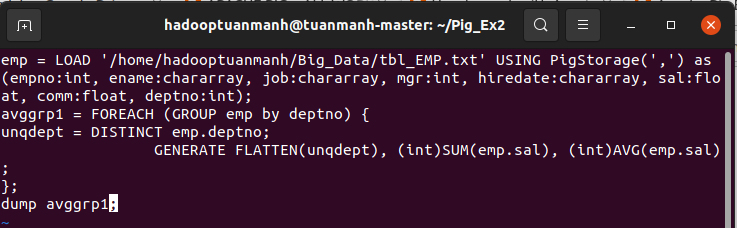 hadooptuanmanh@tuanmanh-master: ~/Pig_Ex2
emp = LOAD '/home/hadooptuanmanh/Big_Data/tbl_EMP.txt' USING PigStorage(',') as
(empno:int, ename:chararray, job:chararray, mgr:int, hiredate:chararray, sal:flo
at, comm:float, deptno:int);
avggrp1 = FOREACH (GROUP emp by deptno) {
unqdept = DISTINCT emp.deptno;
GENERATE FLATTEN(unqdept), (int)SUM(emp.sal), (int)AVG(emp.sal)
;
};
dump avggrp1;
~